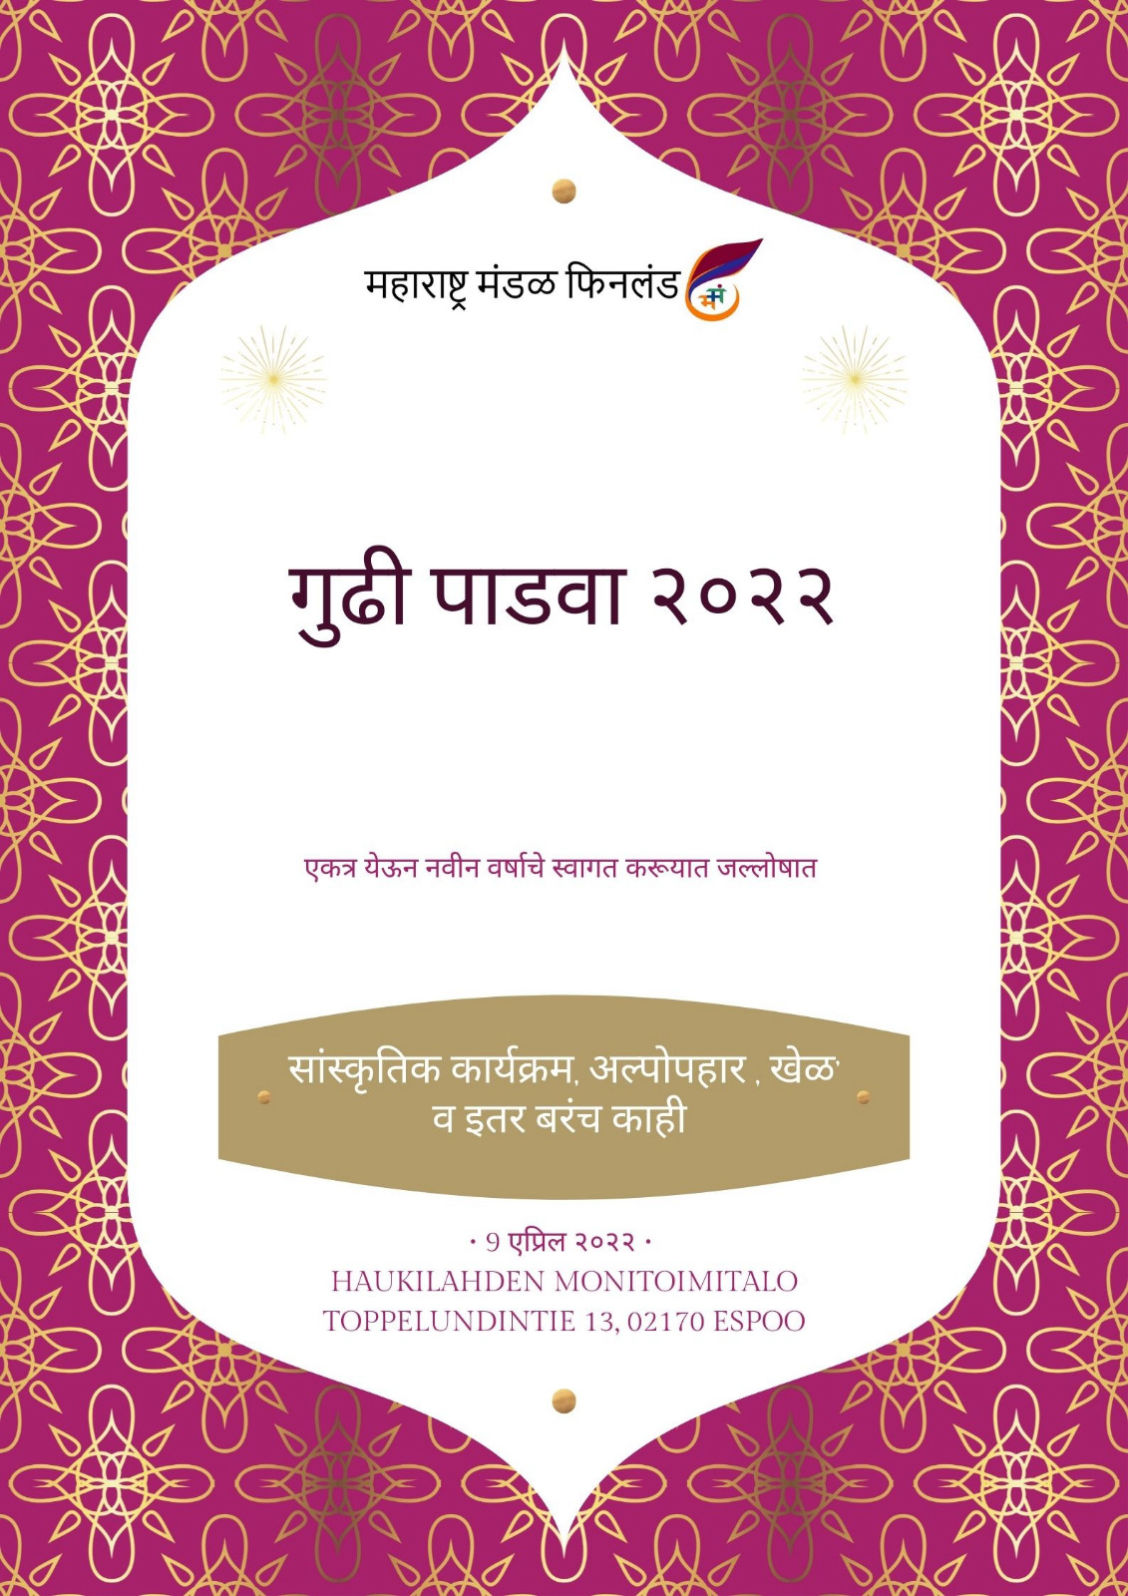 महाराष्ट्र मंडळ फिनलंड
ममं
गुढी पाडवा २०२२
एकत्र येऊन नवीन वर्षाचे स्वागत करूयात जल्लोषात
सांस्कृतिक कार्यक्रम, अल्पोपहार , खेळ'
व इतर बरंच काही
• 9 एप्रिल २०२२ •
HAUKILAHDEN MONITOIMITALO
TOPPELUNDINTIE 13, 02170 ESPOO